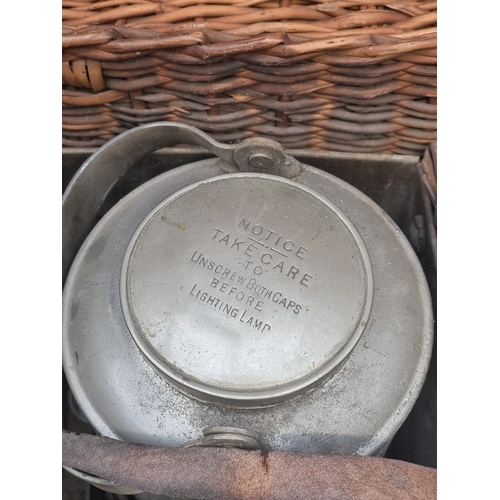 NOTICE
TAKE CARE
TO
UNSCREW BOTH CAPS
BEFORE
LIGHTING LAMP